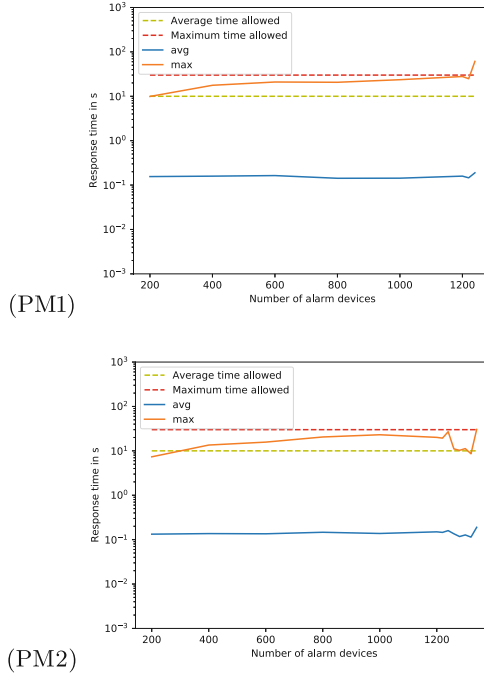 Average time allowed
Maximum time allowed
avg
max
10³
10²
10¹
10⁰
10⁻¹
10⁻²
10⁻³
Response time in s
200 400 600 800 1000 1200
Number of alarm devices
(PM1)
Average time allowed
Maximum time allowed
avg
max
10³
10²
10¹
10⁰
10⁻¹
10⁻²
10⁻³
Response time in s
200 400 600 800 1000 1200
Number of alarm devices
(PM2)